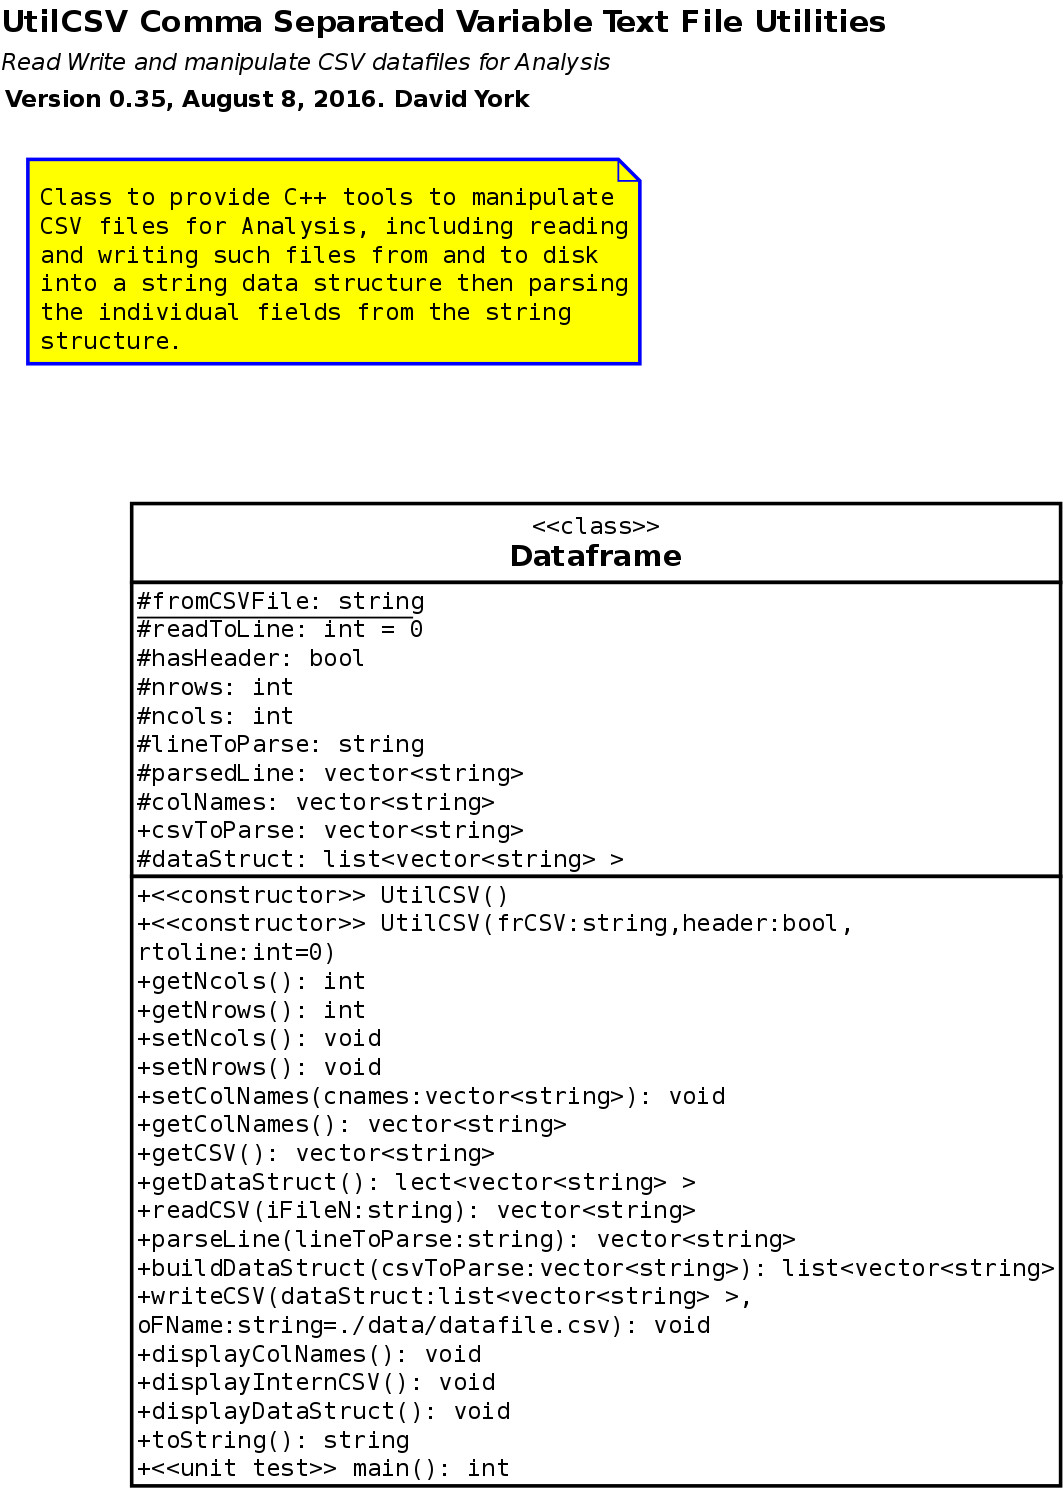 UtilCSV Comma Separated Variable Text File Utilities
Read Write and manipulate CSV datafiles for Analysis
Version 0.35, August 8, 2016. David York
Class to provide C++ tools to manipulate
CSV files for Analysis, including reading
and writing such files from and to disk
into a string data structure then parsing
the individual fields from the string
structure.
<<class>>
Dataframe
#fromCSVFile: string
#readToLine: int = 0
#hasHeader: bool
#nrows: int
#ncols: int
#lineToParse: string
#parsedLine: vector<string>
#colNames: vector<string>
+csvToParse: vector<string>
#dataStruct: list<vector<string> >
+<<constructor>> UtilCSV()
+<<constructor>> UtilCSV(frCSV:string,header:bool,
rtoline:int=0)
+getNcols(): int
+getNrows(): int
+setNcols(): void
+setNrows(): void
+setColNames(cnames:vector<string>): void
+getColNames(): vector<string>
+getCSV(): vector<string>
+getDataStruct(): lect<vector<string> >
+readCSV(iFileN:string): vector<string>
+parseLine(lineToParse:string): vector<string>
+buildDataStruct(csvToParse:vector<string>): list<vector<string>
+writeCSV(dataStruct:list<vector<string> >,
oFName:string=./data/datafile.csv): void
+displayColNames(): void
+displayInternCSV(): void
+displayDataStruct(): void
+toString(): string
+<<unit test>> main(): int